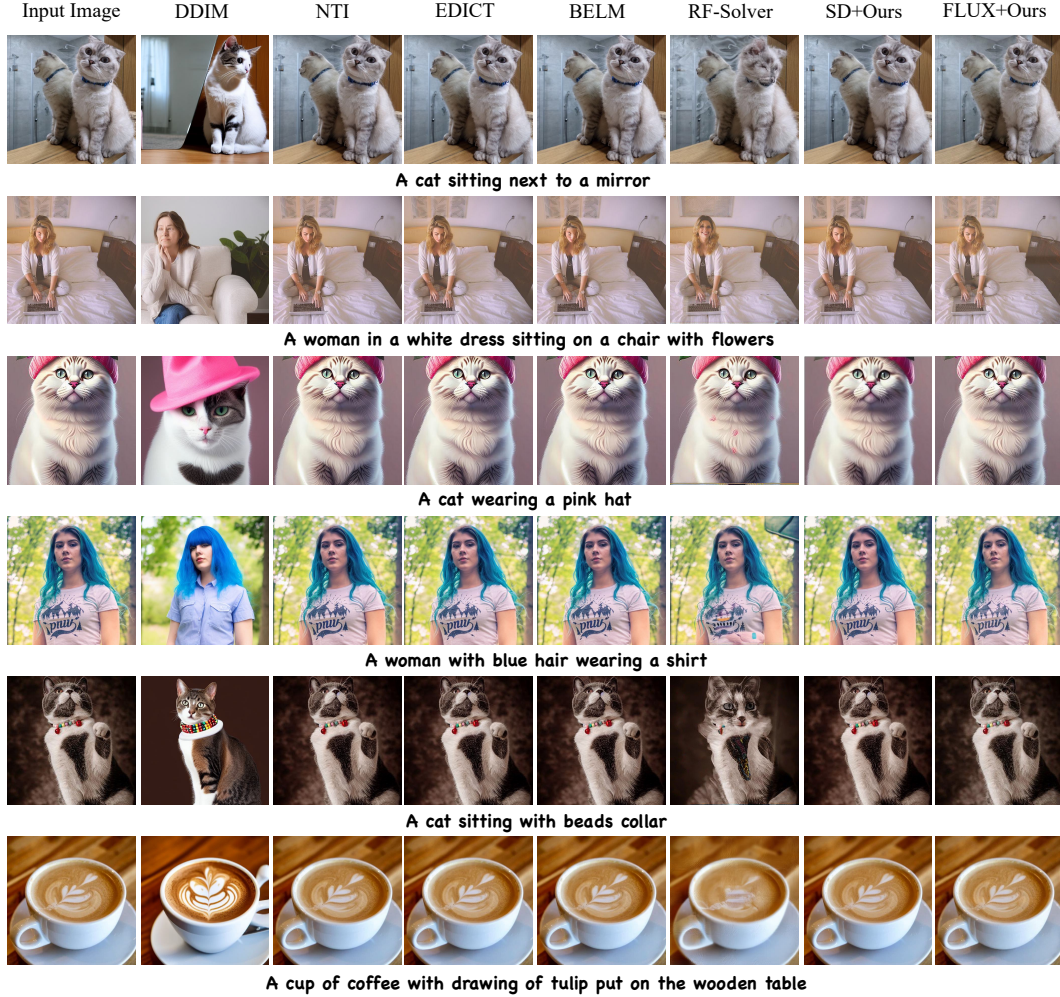 Input Image DDIM NTI EDICT BELM RF-Solver SD+Ours FLUX+Ours
A cat sitting next to a mirror
A woman in a white dress sitting on a chair with flowers
A cat wearing a pink hat
A woman with blue hair wearing a shirt
A cat sitting with beads collar
A cup of coffee with drawing of tulip put on the wooden table